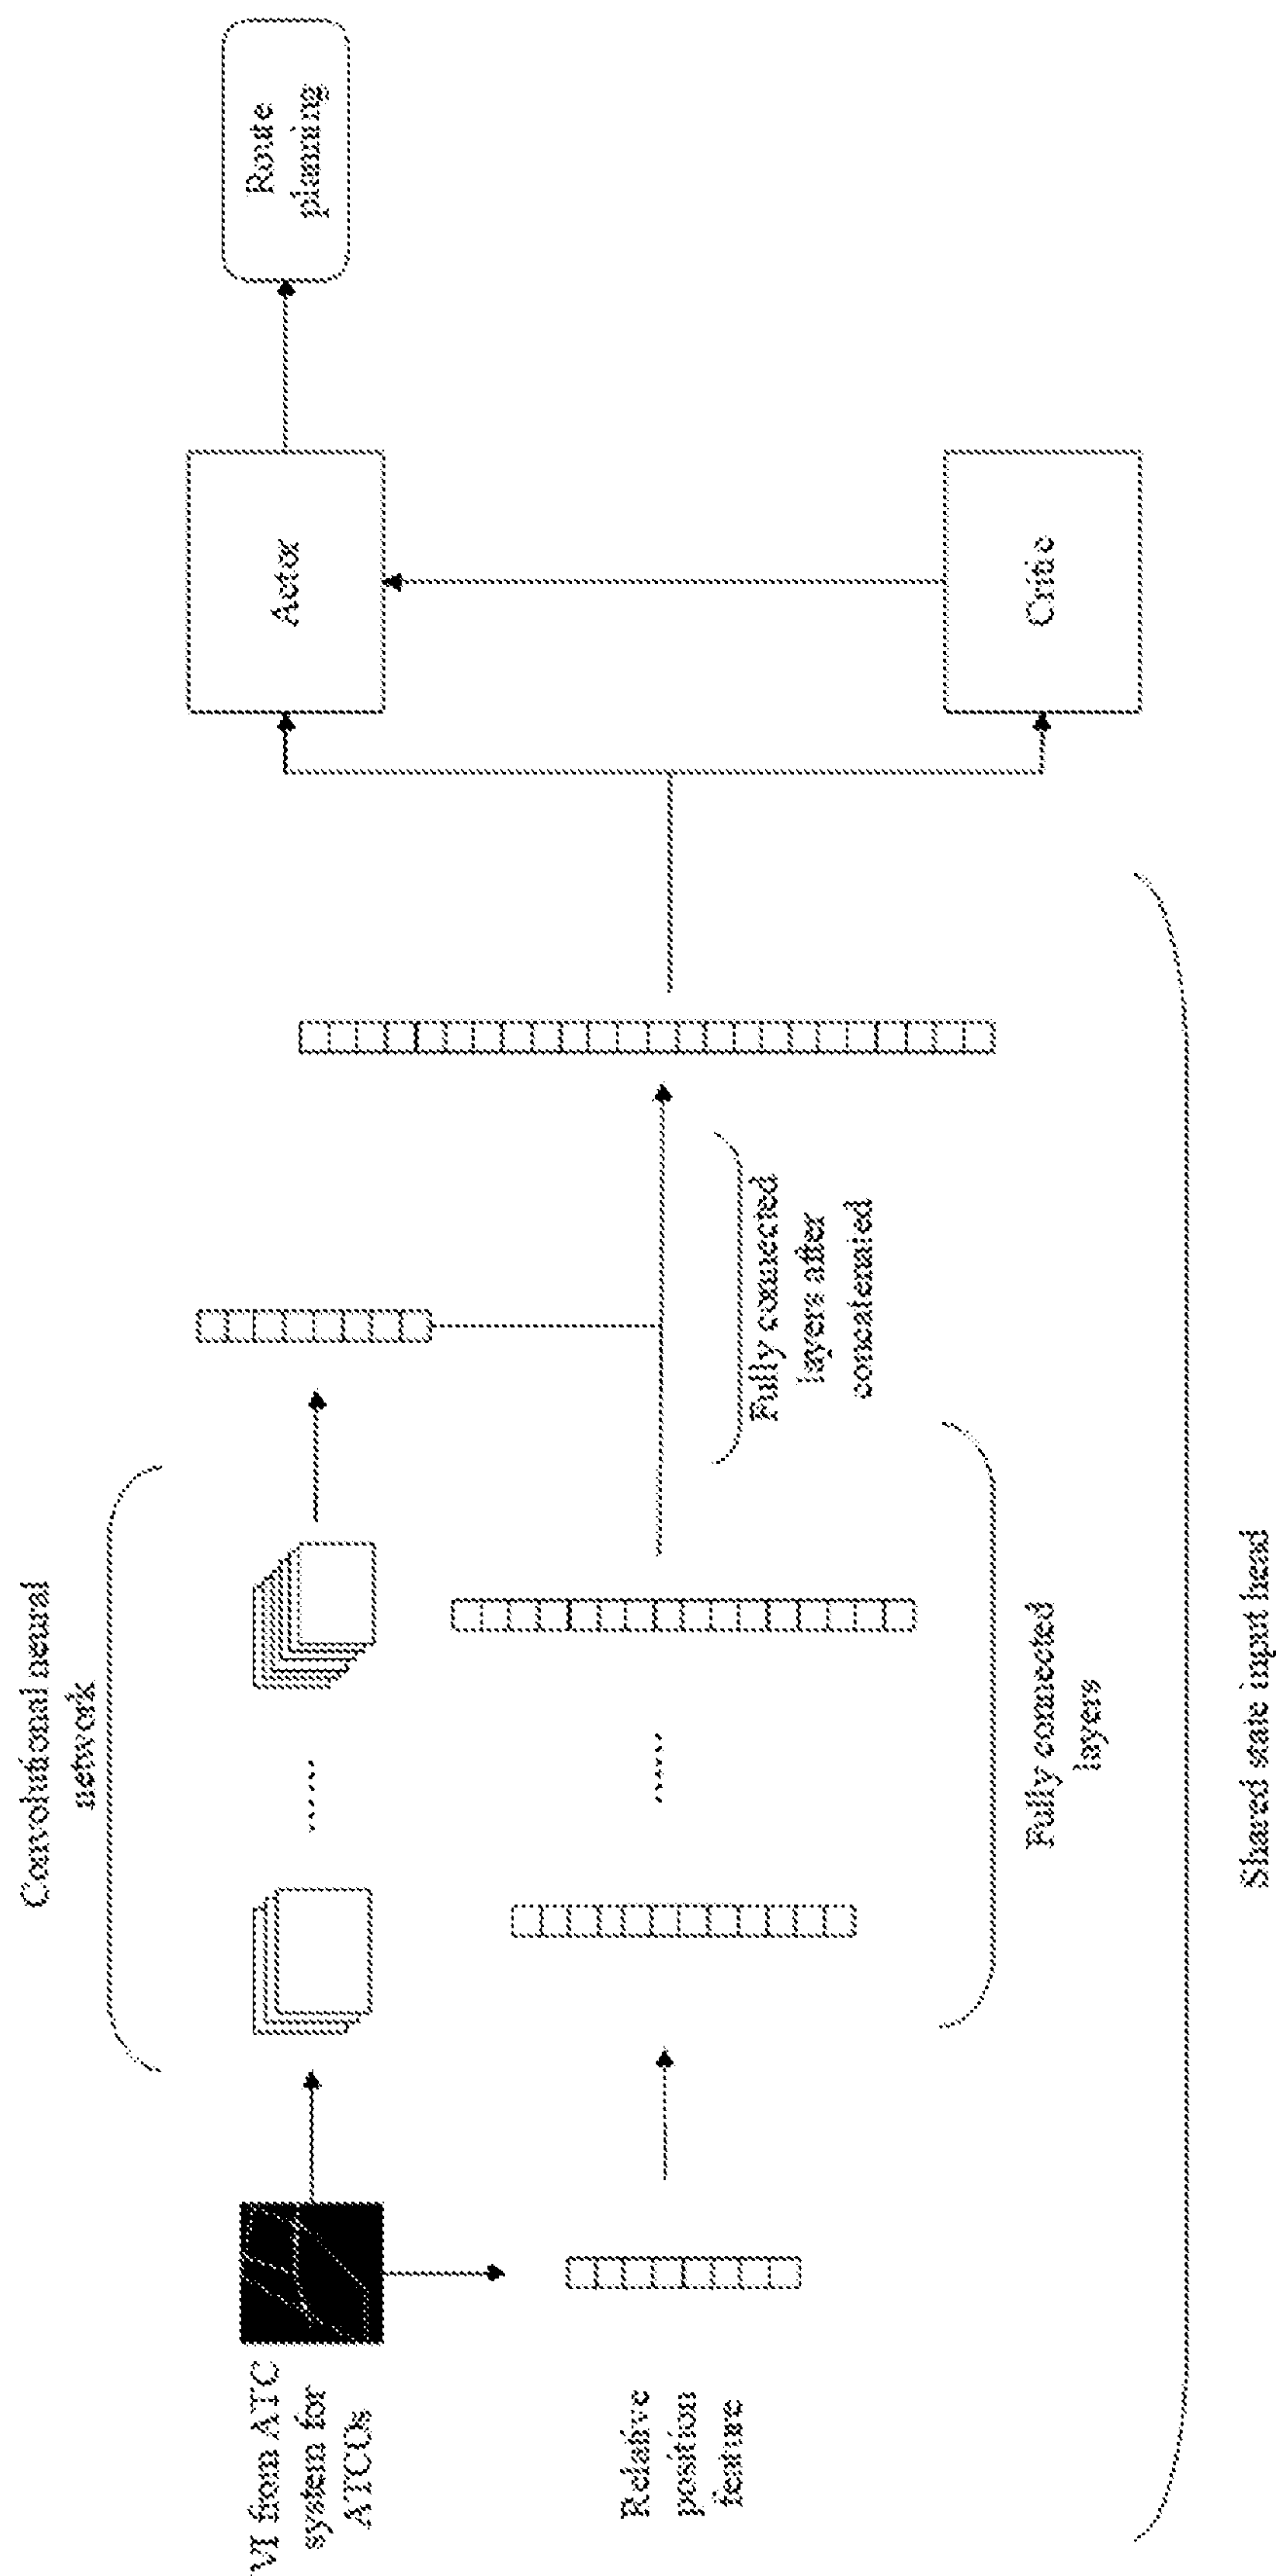 VI from ATC
system for
ATCOs
Relative
position
feature
Convolutional neural
network
Fully connected
layers
Fully connected
layers after
concatenated
Shared state input head
Actor
Critic
Route
planning